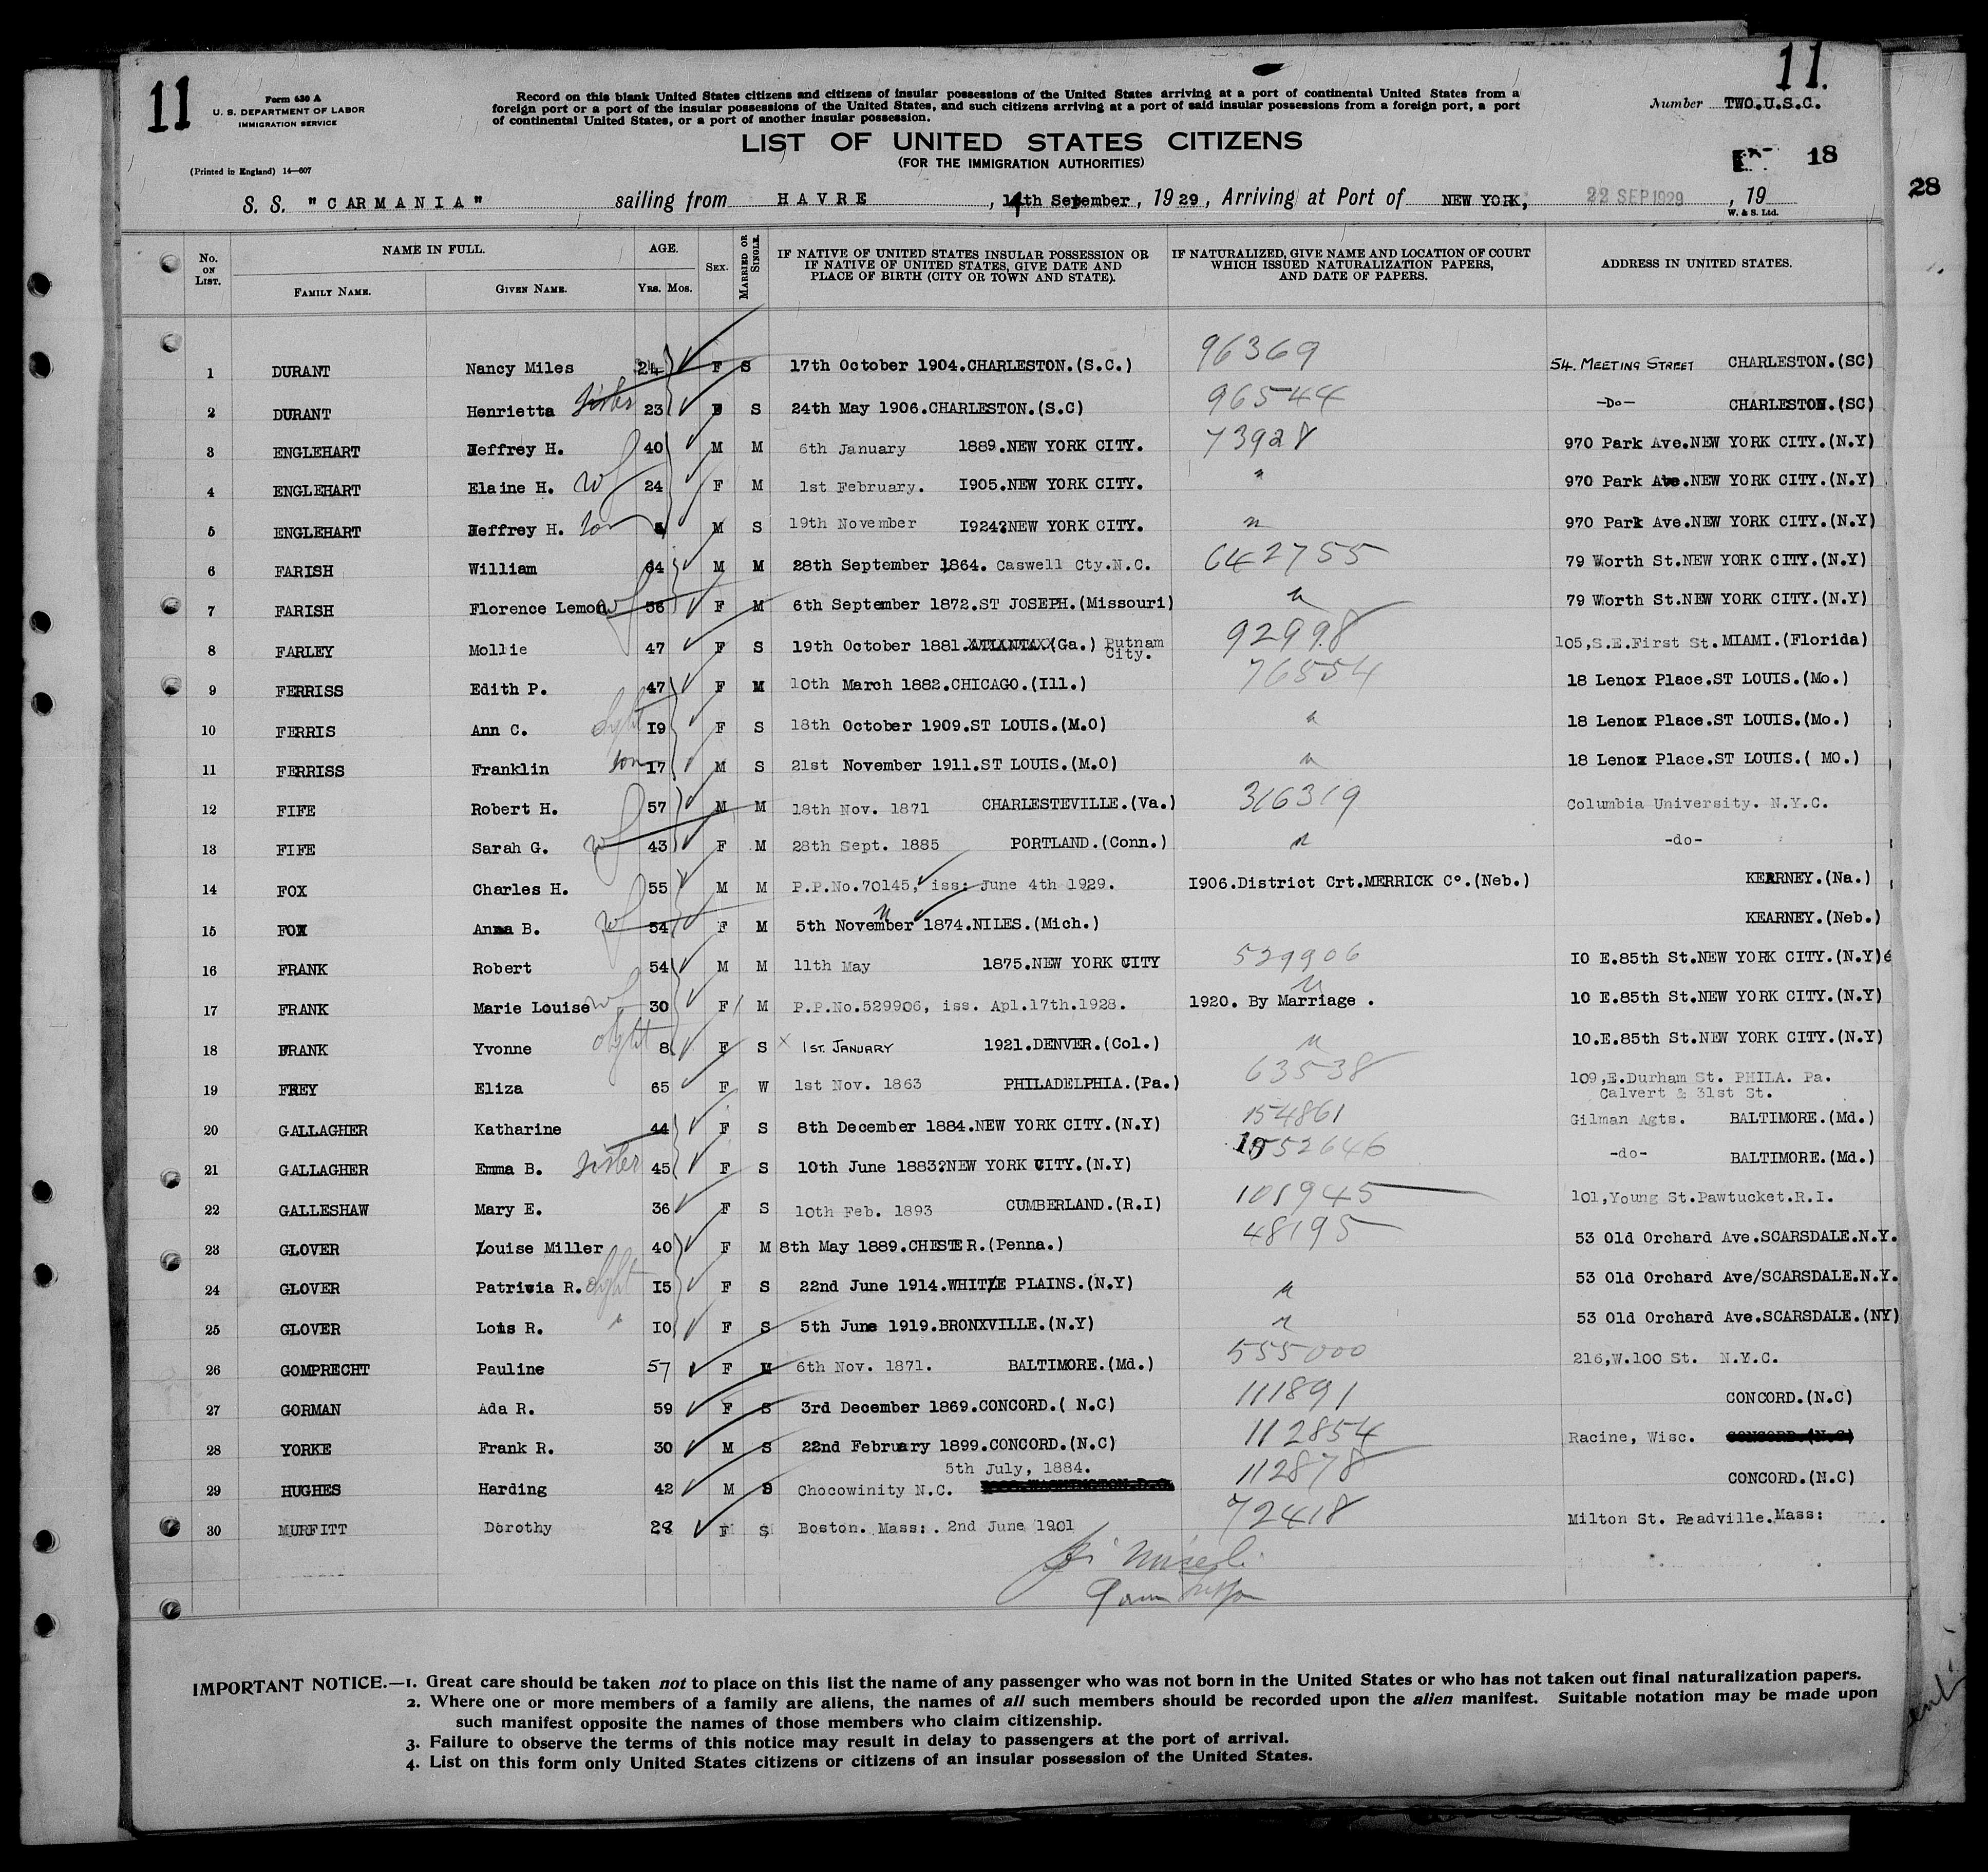 11
11.
Form 630 A
U. S. DEPARTMENT OF LABOR
IMMIGRATION SERVICE
Record on this blank United States citizens and citizens of insular possessions of the United States arriving at a port of continental United States from a
foreign port or a port of the insular possessions of the United States, and such citizens arriving at a port of said insular possessions from a foreign port, a port
of continental United States, or a port of another insular possession.
Number TWO.U.S.C.
LIST OF UNITED STATES CITIZENS
(FOR THE IMMIGRATION AUTHORITIES)
18
28
(Printed in England) 14—607
S. S. "CARMANIA" sailing from HAVRE , 14th September , 1929 , Arriving at Port of NEW YORK, 22 SEP 1929 , 19
W. & S. Ltd.
No. ON LIST. NAME IN FULL. FAMILY NAME. GIVEN NAME. AGE. YRS. MOS. SEX. MARRIED OR SINGLE. IF NATIVE OF UNITED STATES INSULAR POSSESSION OR IF NATIVE OF UNITED STATES, GIVE DATE AND PLACE OF BIRTH (CITY OR TOWN AND STATE). IF NATURALIZED, GIVE NAME AND LOCATION OF COURT WHICH ISSUED NATURALIZATION PAPERS, AND DATE OF PAPERS. ADDRESS IN UNITED STATES.
1 DURANT Nancy Miles 24 F S 17th October 1904.CHARLESTON.(S.C.) 96369 54. MEETING STREET CHARLESTON.(SC)
2 DURANT Henrietta sister 23 F S 24th May 1906.CHARLESTON.(S.C) 96544 -Do- CHARLESTON.(SC)
3 ENGLEHART Jeffrey H. 40 M M 6th January 1889.NEW YORK CITY. 73928 970 Park Ave.NEW YORK CITY.(N.Y)
4 ENGLEHART Elaine H. wf 24 F M 1st February. I905.NEW YORK CITY. " 970 Park Ave.NEW YORK CITY.(N.Y)
5 ENGLEHART Jeffrey H. son 4 M S 19th November I924?NEW YORK CITY. " 970 Park Ave.NEW YORK CITY.(N.Y)
6 FARISH William 64 M M 28th September 1864. Caswell Cty.N.C. 642755 79 Worth St.NEW YORK CITY.(N.Y)
7 FARISH Florence Lemon wf 56 F M 6th September 1872.ST JOSEPH.(Missouri) " 79 Worth St.NEW YORK CITY.(N.Y)
8 FARLEY Mollie 47 F S 19th October 1881.ATLANTAXX(Ga.) Putnam City. 92998 105,S.E.First St.MIAMI.(Florida)
9 FERRISS Edith P. 47 F M 10th March 1882.CHICAGO.(Ill.) 76554 18 Lenox Place.ST LOUIS.(Mo.)
10 FERRIS Ann C. dght I9 F S 18th October 1909.ST LOUIS.(M.O) " 18 Lenox Place.ST LOUIS.(Mo.)
11 FERRISS Franklin son I7 M S 21st November 1911.ST LOUIS.(M.O) " 18 Lenox Place.ST LOUIS.( MO.)
12 FIFE Robert H. 57 M M 18th Nov. 1871 CHARLESTEVILLE.(Va.) 316319 Columbia University. N.Y.C.
13 FIFE Sarah G. wf 43 F M 28th Sept. 1885 PORTLAND.(Conn.) " -do-
14 FOX Charles H. 55 M M P.P.No.70145, iss: June 4th 1929. I906.District Crt.MERRICK Co.(Neb.) KEARNEY.(Na.)
15 FOX Anna B. wf 54 F M 5th November 1874.NILES.(Mich.) " KEARNEY.(Neb.)
16 FRANK Robert 54 M M 11th May 1875.NEW YORK CITY 529906 IO E.85th St.NEW YORK CITY.(N.Y)
17 FRANK Marie Louise wf 30 F M P.P.No.529906, iss. Apl.17th.1928. 1920. By Marriage . " 10 E.85th St.NEW YORK CITY.(N.Y)
18 FRANK Yvonne dght 8 F S X 1ST. JANUARY 1921.DENVER.(Col.) " 10.E.85th St.NEW YORK CITY.(N.Y)
19 FREY Eliza 65 F W 1st Nov. 1863 PHILADELPHIA.(Pa.) 63538 109,E.Durham St. PHILA. Pa.
Calvert & 31st St.
20 GALLAGHER Katharine 44 F S 8th December 1884.NEW YORK CITY.(N.Y) 154861 Gilman Agts. BALTIMORE.(Md.)
21 GALLAGHER Emma B. sister 45 F S 10th June 1883?NEW YORK CITY.(N.Y) 52646 -do- BALTIMORE.(Md.)
22 GALLESHAW Mary E. 36 F S 10th Feb. 1893 CUMBERLAND.(R.I) 101945 101,Young St.Pawtucket.R.I.
23 GLOVER Louise Miller 40 F M 8th May 1889.CHESTER.(Penna.) 48195 53 Old Orchard Ave.SCARSDALE.N.Y.
24 GLOVER Patricia R. dght I5 F S 22nd June 1914.WHITE PLAINS.(N.Y) " 53 Old Orchard Ave/SCARSDALE.N.Y.
25 GLOVER Lois R. " IO F S 5th June 1919.BRONXVILLE.(N.Y) " 53 Old Orchard Ave.SCARSDALE.(NY)
26 GOMPRECHT Pauline 57 F M 6th Nov. 1871. BALTIMORE.(Md.) 555000 216,W.100 St. N.Y.C.
27 GORMAN Ada R. 59 F S 3rd December 1869.CONCORD.( N.C) 111891 CONCORD.(N.C)
28 YORKE Frank R. 30 M S 22nd February 1899.CONCORD.(N.C) 112854 Racine, Wisc. CONCORD.(N.C)
5th July, 1884.
29 HUGHES Harding 42 M S Chocowinity N.C. 112878 CONCORD.(N.C)
30 MURFITT Dorothy 28 F S Boston. Mass: . 2nd June 1901 72418 Milton St. Readville.Mass:
IMPORTANT NOTICE.—1. Great care should be taken not to place on this list the name of any passenger who was not born in the United States or who has not taken out final naturalization papers.
2. Where one or more members of a family are aliens, the names of all such members should be recorded upon the alien manifest. Suitable notation may be made upon
such manifest opposite the names of those members who claim citizenship.
3. Failure to observe the terms of this notice may result in delay to passengers at the port of arrival.
4. List on this form only United States citizens or citizens of an insular possession of the United States.